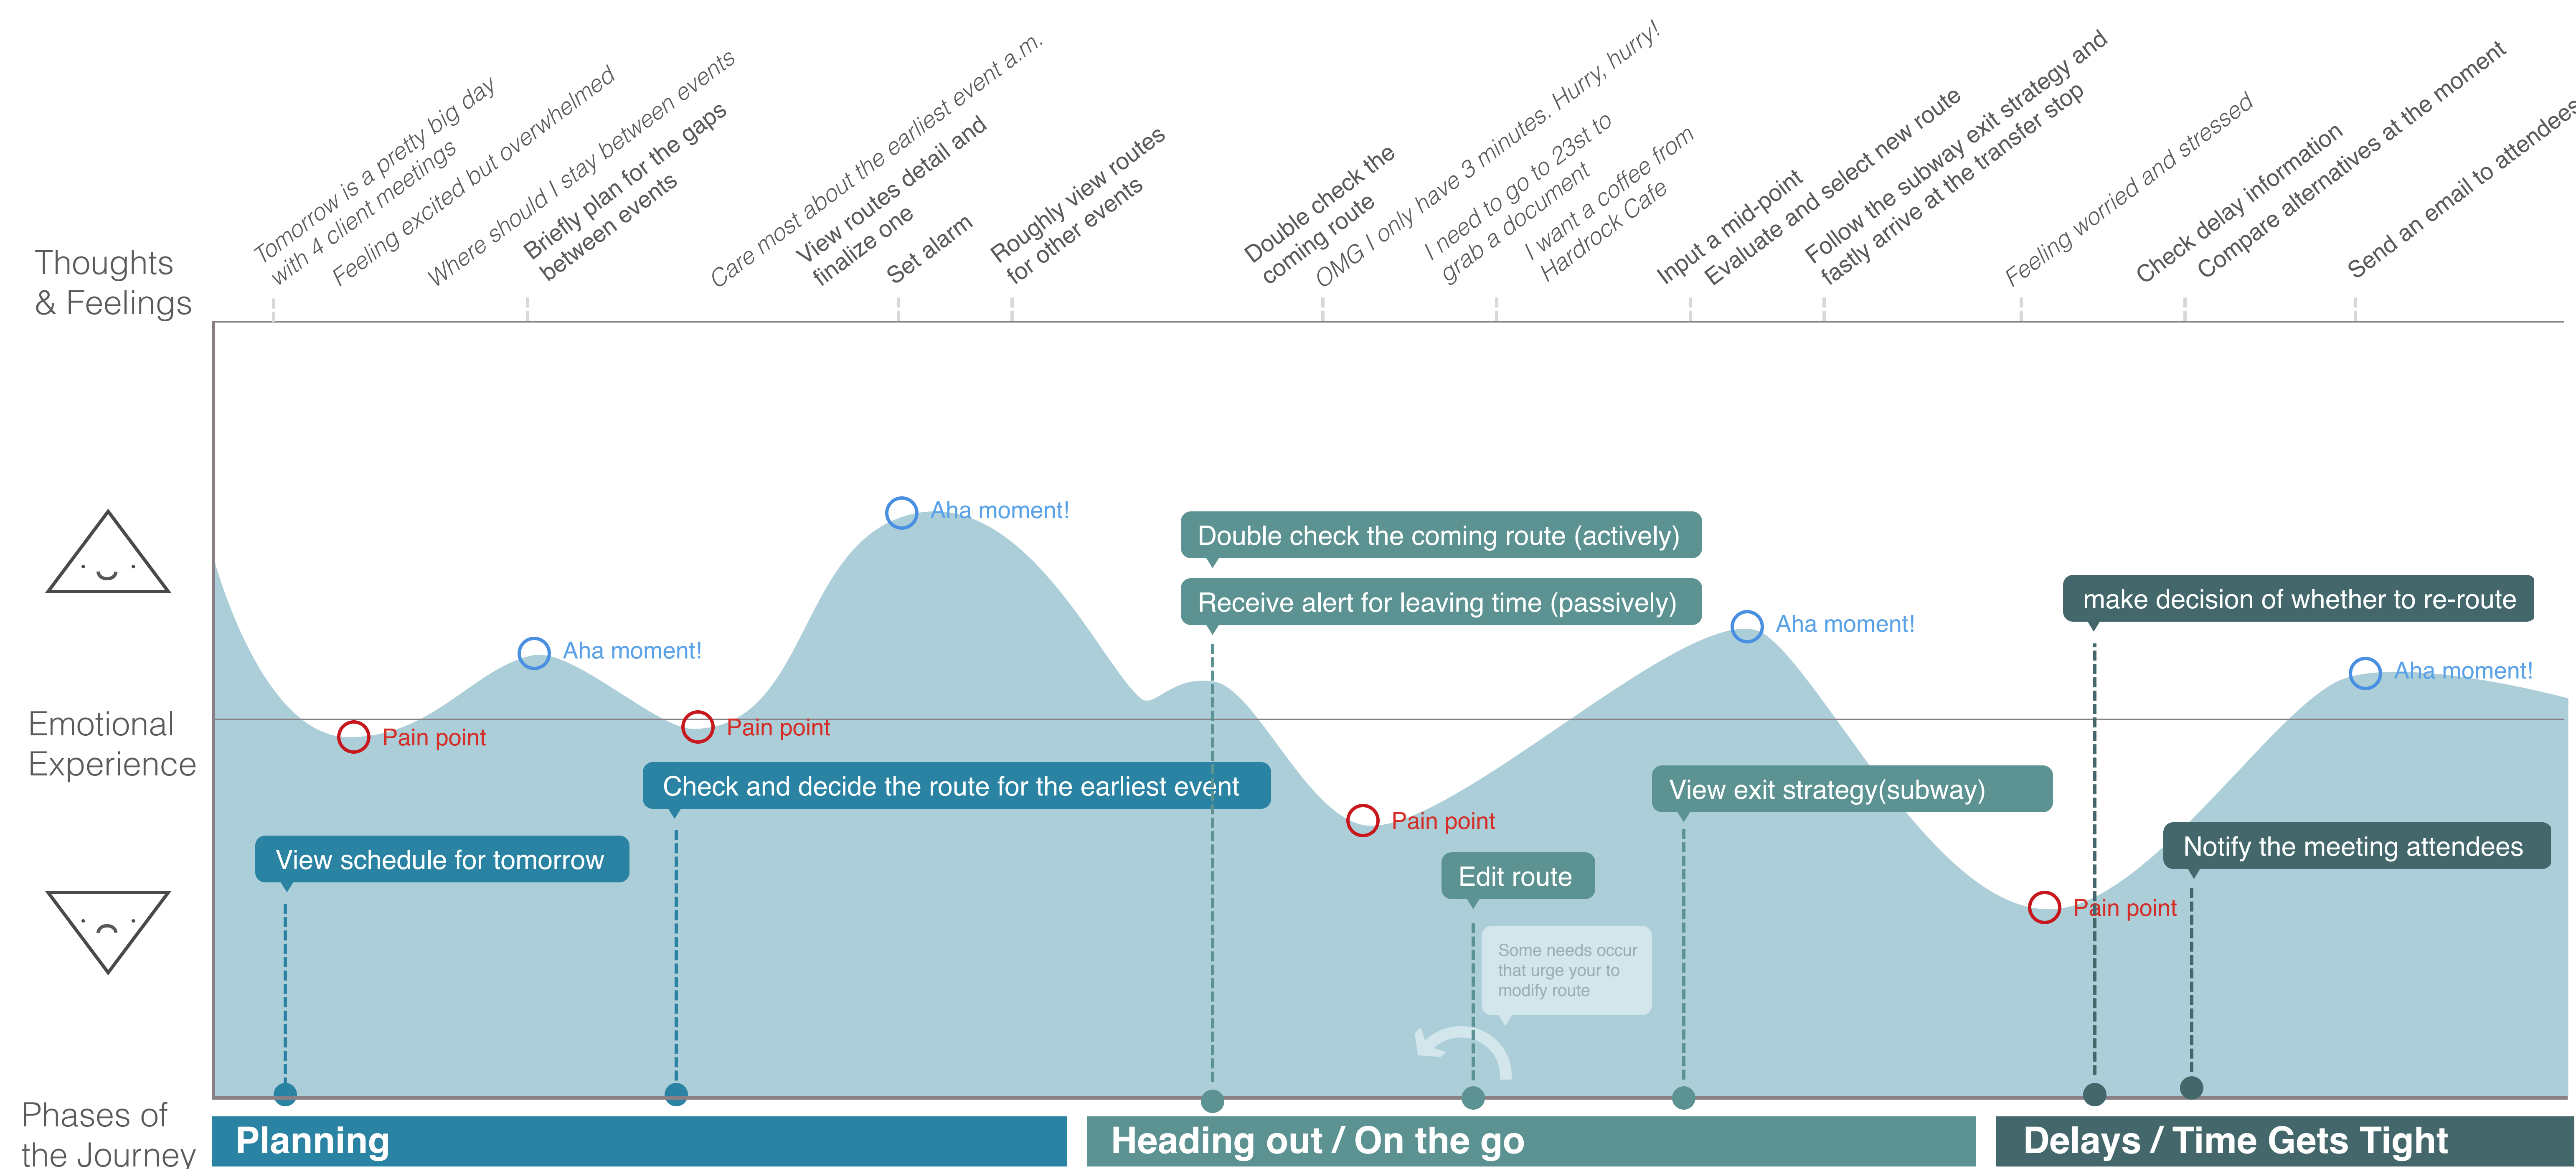 Tomorrow is a pretty big day
with 4 client meetings
Feeling excited but overwhelmed
Where should I stay between events
Briefly plan for the gaps
between events
Care most about the earliest event a.m.
View routes detail and
finalize one
Set alarm
Roughly view routes
for other events
Double check the
coming route
OMG I only have 3 minutes. Hurry, hurry!
I need to go to 23st to
grab a document
I want a coffee from
Hardrock Cafe
Input a mid-point
Evaluate and select new route
Follow the subway exit strategy and
fastly arrive at the transfer stop
Feeling worried and stressed
Check delay information
Compare alternatives at the moment
Send an email to attendees
Thoughts
& Feelings
Aha moment!
Double check the coming route (actively)
Receive alert for leaving time (passively)
make decision of whether to re-route
Aha moment!
Aha moment!
Aha moment!
Emotional
Experience
Pain point
Pain point
Check and decide the route for the earliest event
View exit strategy(subway)
Pain point
View schedule for tomorrow
Edit route
Notify the meeting attendees
Pain point
Some needs occur
that urge your to
modify route
Phases of
the Journey
Planning
Heading out / On the go
Delays / Time Gets Tight